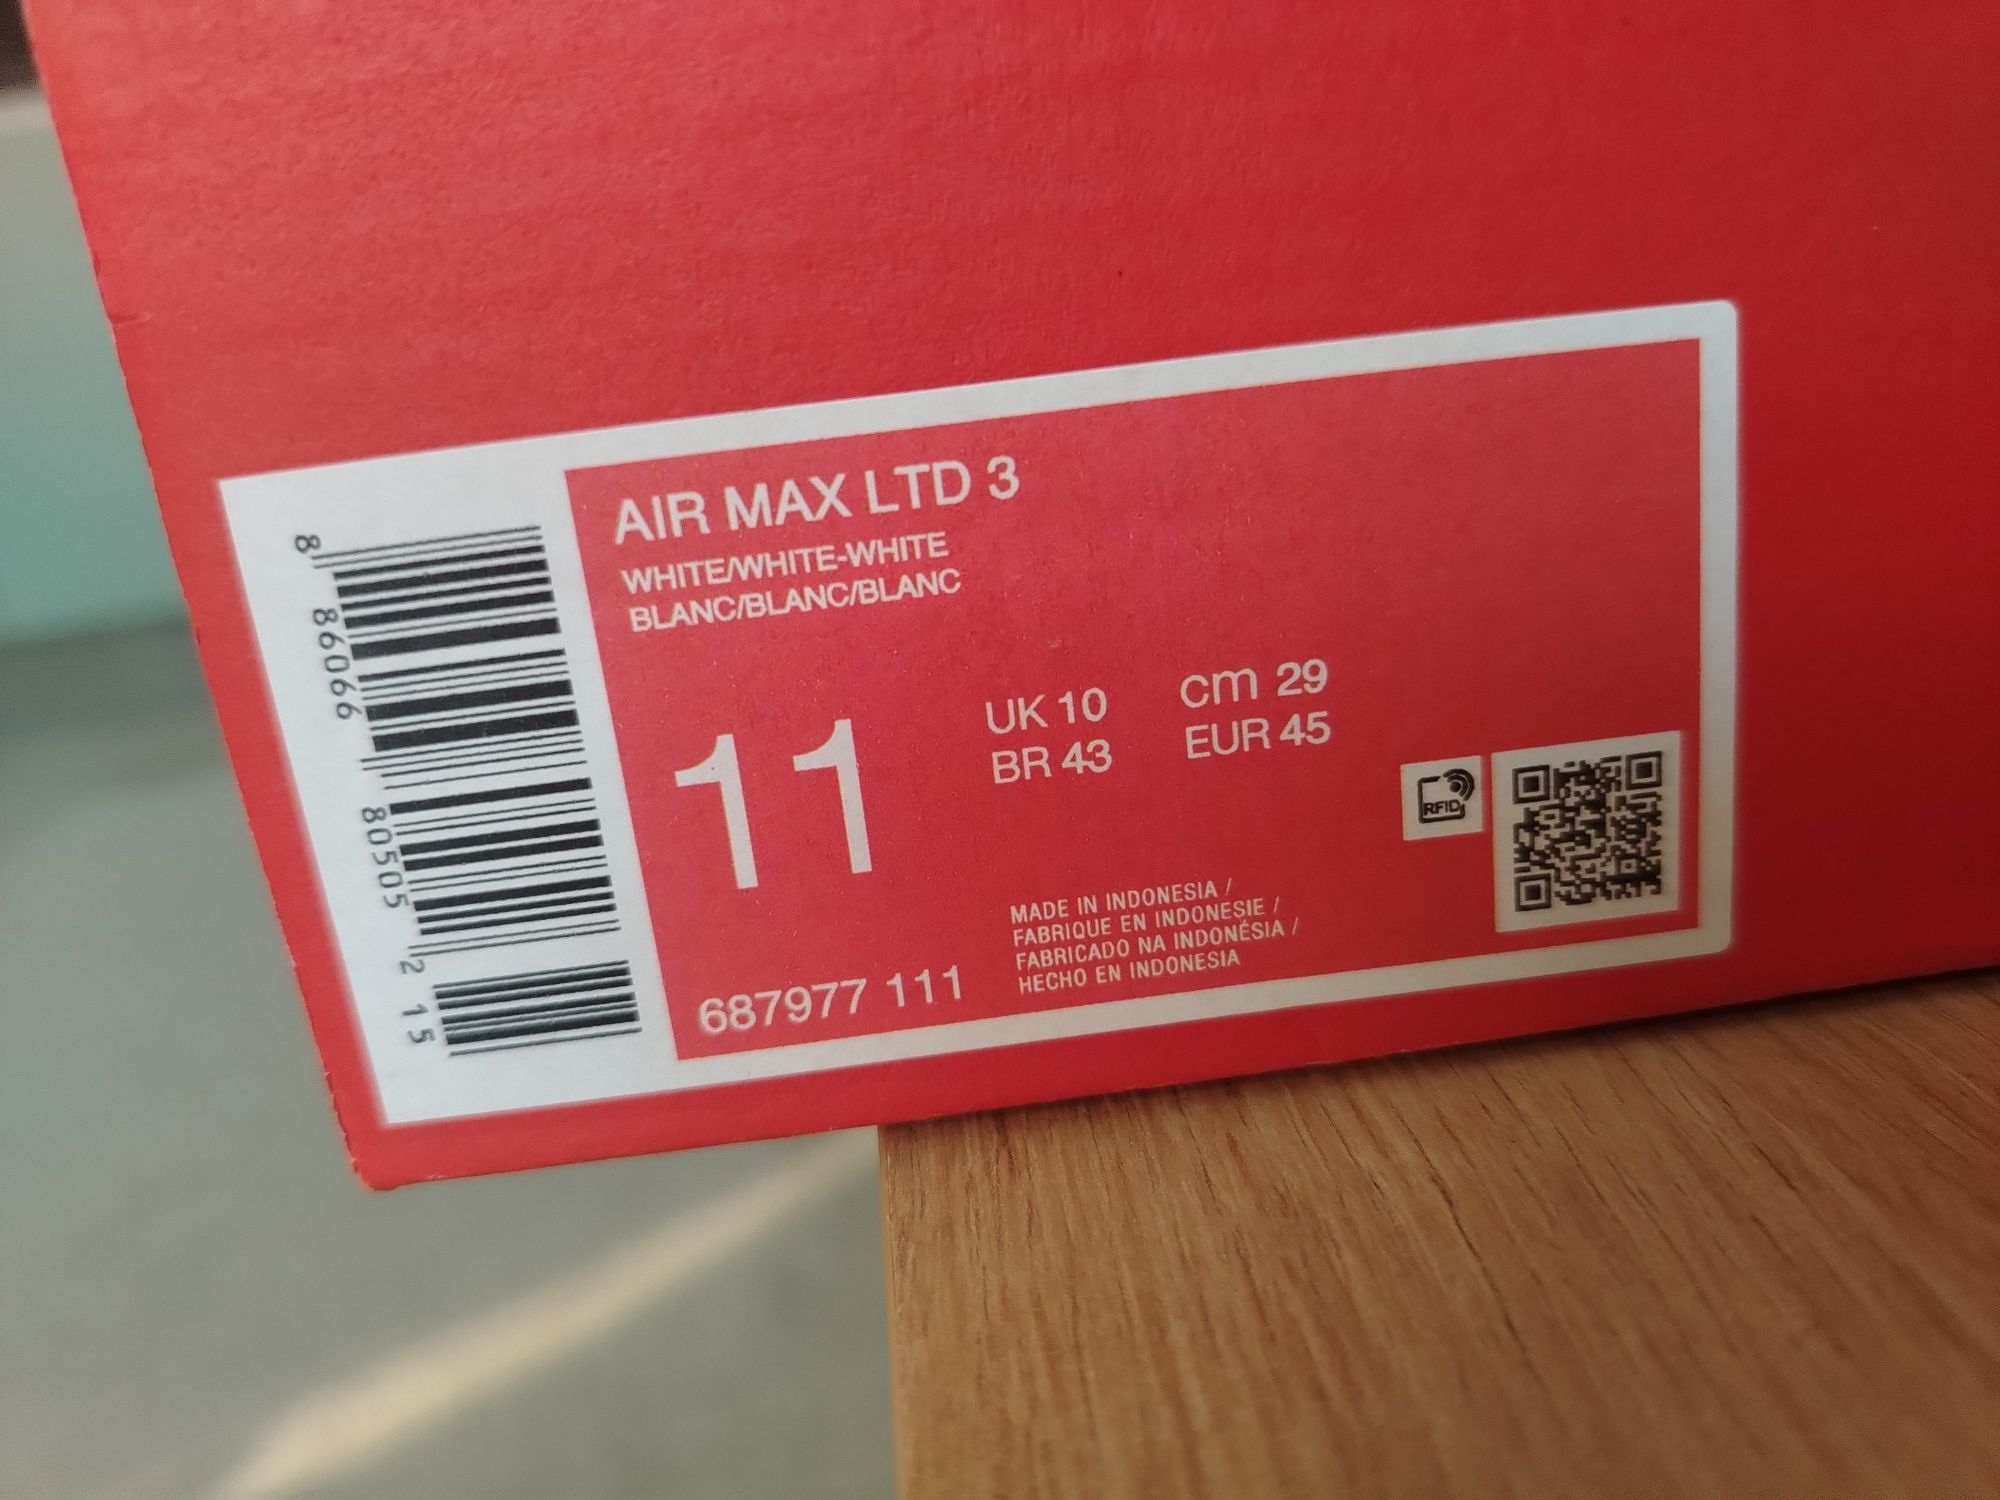 AIR MAX LTD 3
WHITE/WHITE-WHITE
BLANC/BLANC/BLANC
11
UK 10
BR 43
cm 29
EUR 45
RFID
MADE IN INDONESIA /
FABRIQUE EN INDONESIE /
FABRICADO NA INDONÉSIA /
HECHO EN INDONESIA
687977 111
8 86066 80505 2 15